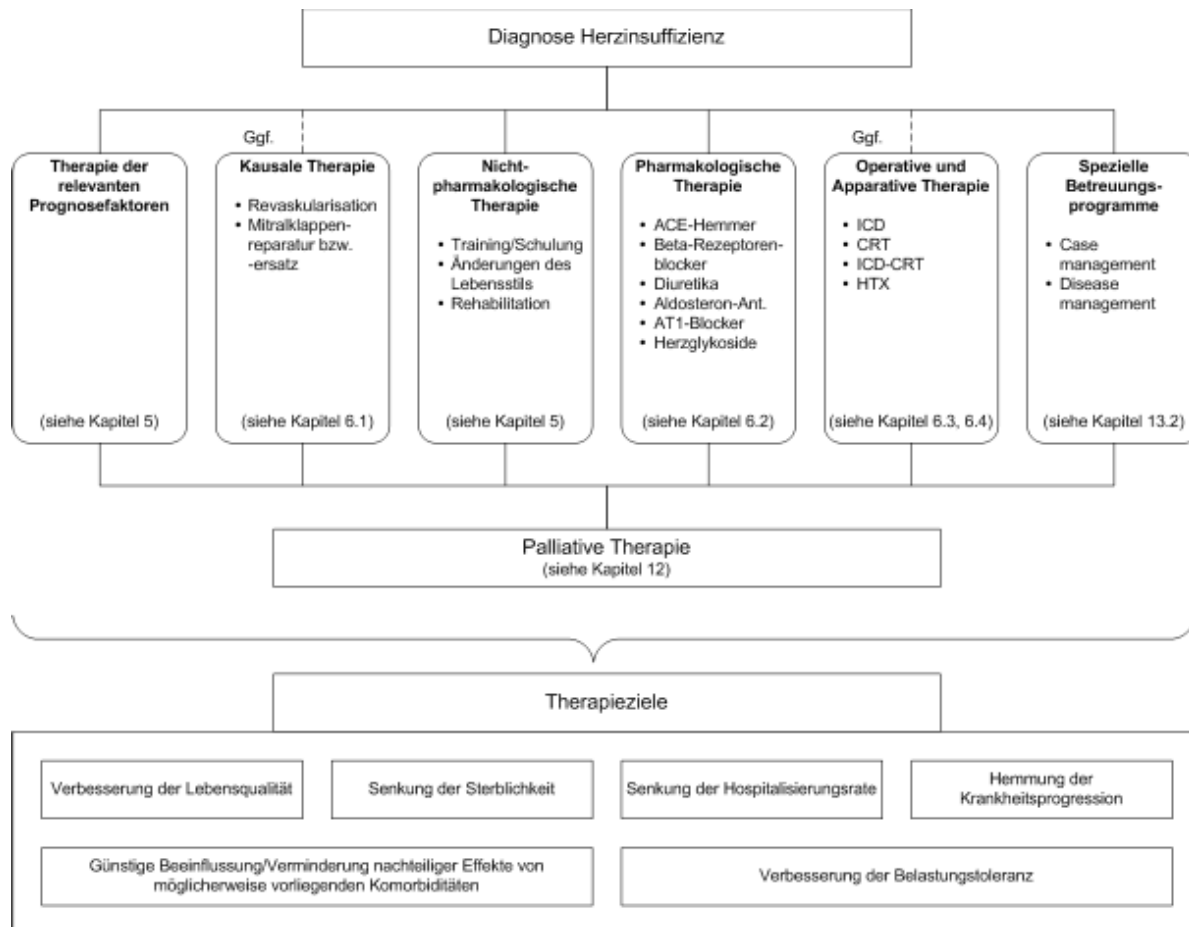 Diagnose Herzinsuffizienz
Ggf.
Ggf.
Therapie der
relevanten
Prognosefaktoren
(siehe Kapitel 5)
Kausale Therapie
• Revaskularisation
• Mitralklappen-
reparatur bzw.
-ersatz
(siehe Kapitel 6.1)
Nicht-
pharmakologische
Therapie
• Training/Schulung
• Änderungen des
Lebensstils
• Rehabilitation
(siehe Kapitel 5)
Pharmakologische
Therapie
• ACE-Hemmer
• Beta-Rezeptoren-
blocker
• Diuretika
• Aldosteron-Ant.
• AT1-Blocker
• Herzglykoside
(siehe Kapitel 6.2)
Operative und
Apparative Therapie
• ICD
• CRT
• ICD-CRT
• HTX
(siehe Kapitel 6.3, 6.4)
Spezielle
Betreuungs-
programme
• Case
management
• Disease
management
(siehe Kapitel 13.2)
Palliative Therapie
(siehe Kapitel 12)
Therapieziele
Verbesserung der Lebensqualität
Senkung der Sterblichkeit
Senkung der Hospitalisierungsrate
Hemmung der
Krankheitsprogression
Günstige Beeinflussung/Verminderung nachteiliger Effekte von
möglicherweise vorliegenden Komorbiditäten
Verbesserung der Belastungstoleranz